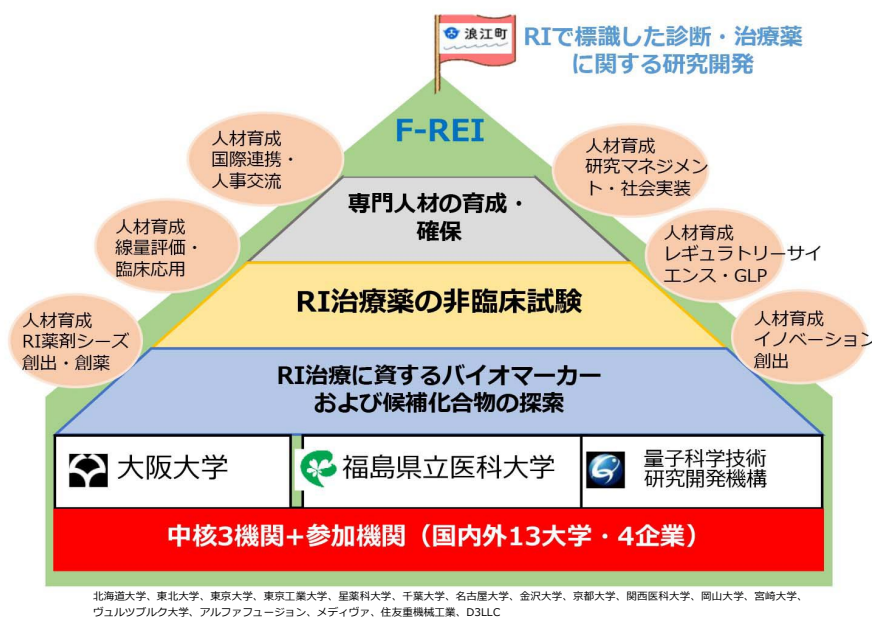 浪江町
RIで標識した診断・治療薬
に関する研究開発
F-REI
人材育成
国際連携・
人事交流
人材育成
研究マネジメン
ト・社会実装
専門人材の育成・
確保
人材育成
線量評価・
臨床応用
人材育成
レギュラトリーサイ
エンス・GLP
RI治療薬の非臨床試験
人材育成
RI薬剤シーズ
創出・創薬
人材育成
イノベーション
創出
RI治療に資するバイオマーカー
および候補化合物の探索
大阪大学
福島県立医科大学
量子科学技術
研究開発機構
中核3機関+参加機関（国内外13大学・4企業）
北海道大学、東北大学、東京大学、東京工業大学、星薬科大学、千葉大学、名古屋大学、金沢大学、京都大学、関西医科大学、岡山大学、宮崎大学、
ヴュルツブルク大学、アルファフュージョン、メディヴァ、住友重機械工業、D3LLC